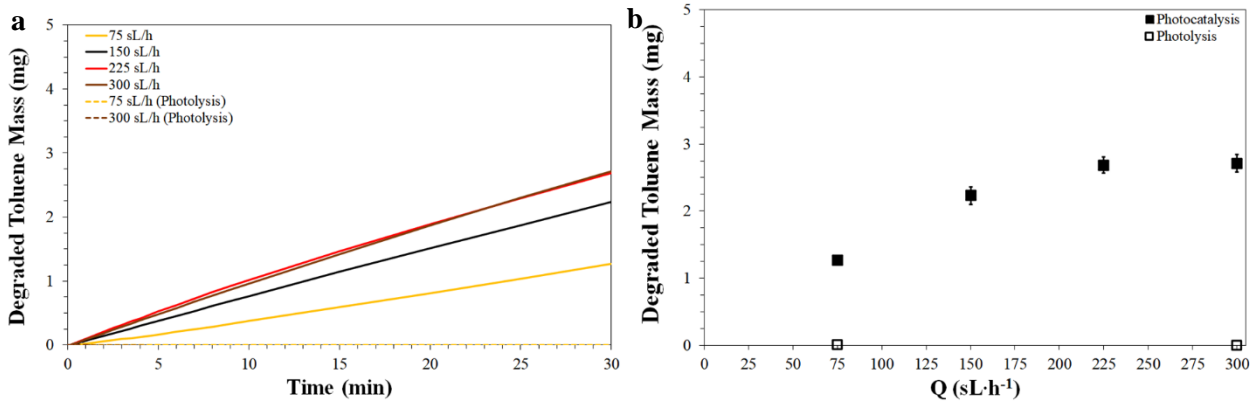 a
Degraded Toluene Mass (mg)
5
4
3
2
1
0
75 sL/h
150 sL/h
225 sL/h
300 sL/h
75 sL/h (Photolysis)
300 sL/h (Photolysis)
0 5 10 15 20 25 30
Time (min)
b
Degraded Toluene Mass (mg)
5
4
3
2
1
0
Photocatalysis
Photolysis
0 25 50 75 100 125 150 175 200 225 250 275 300
Q (sL·h⁻¹)